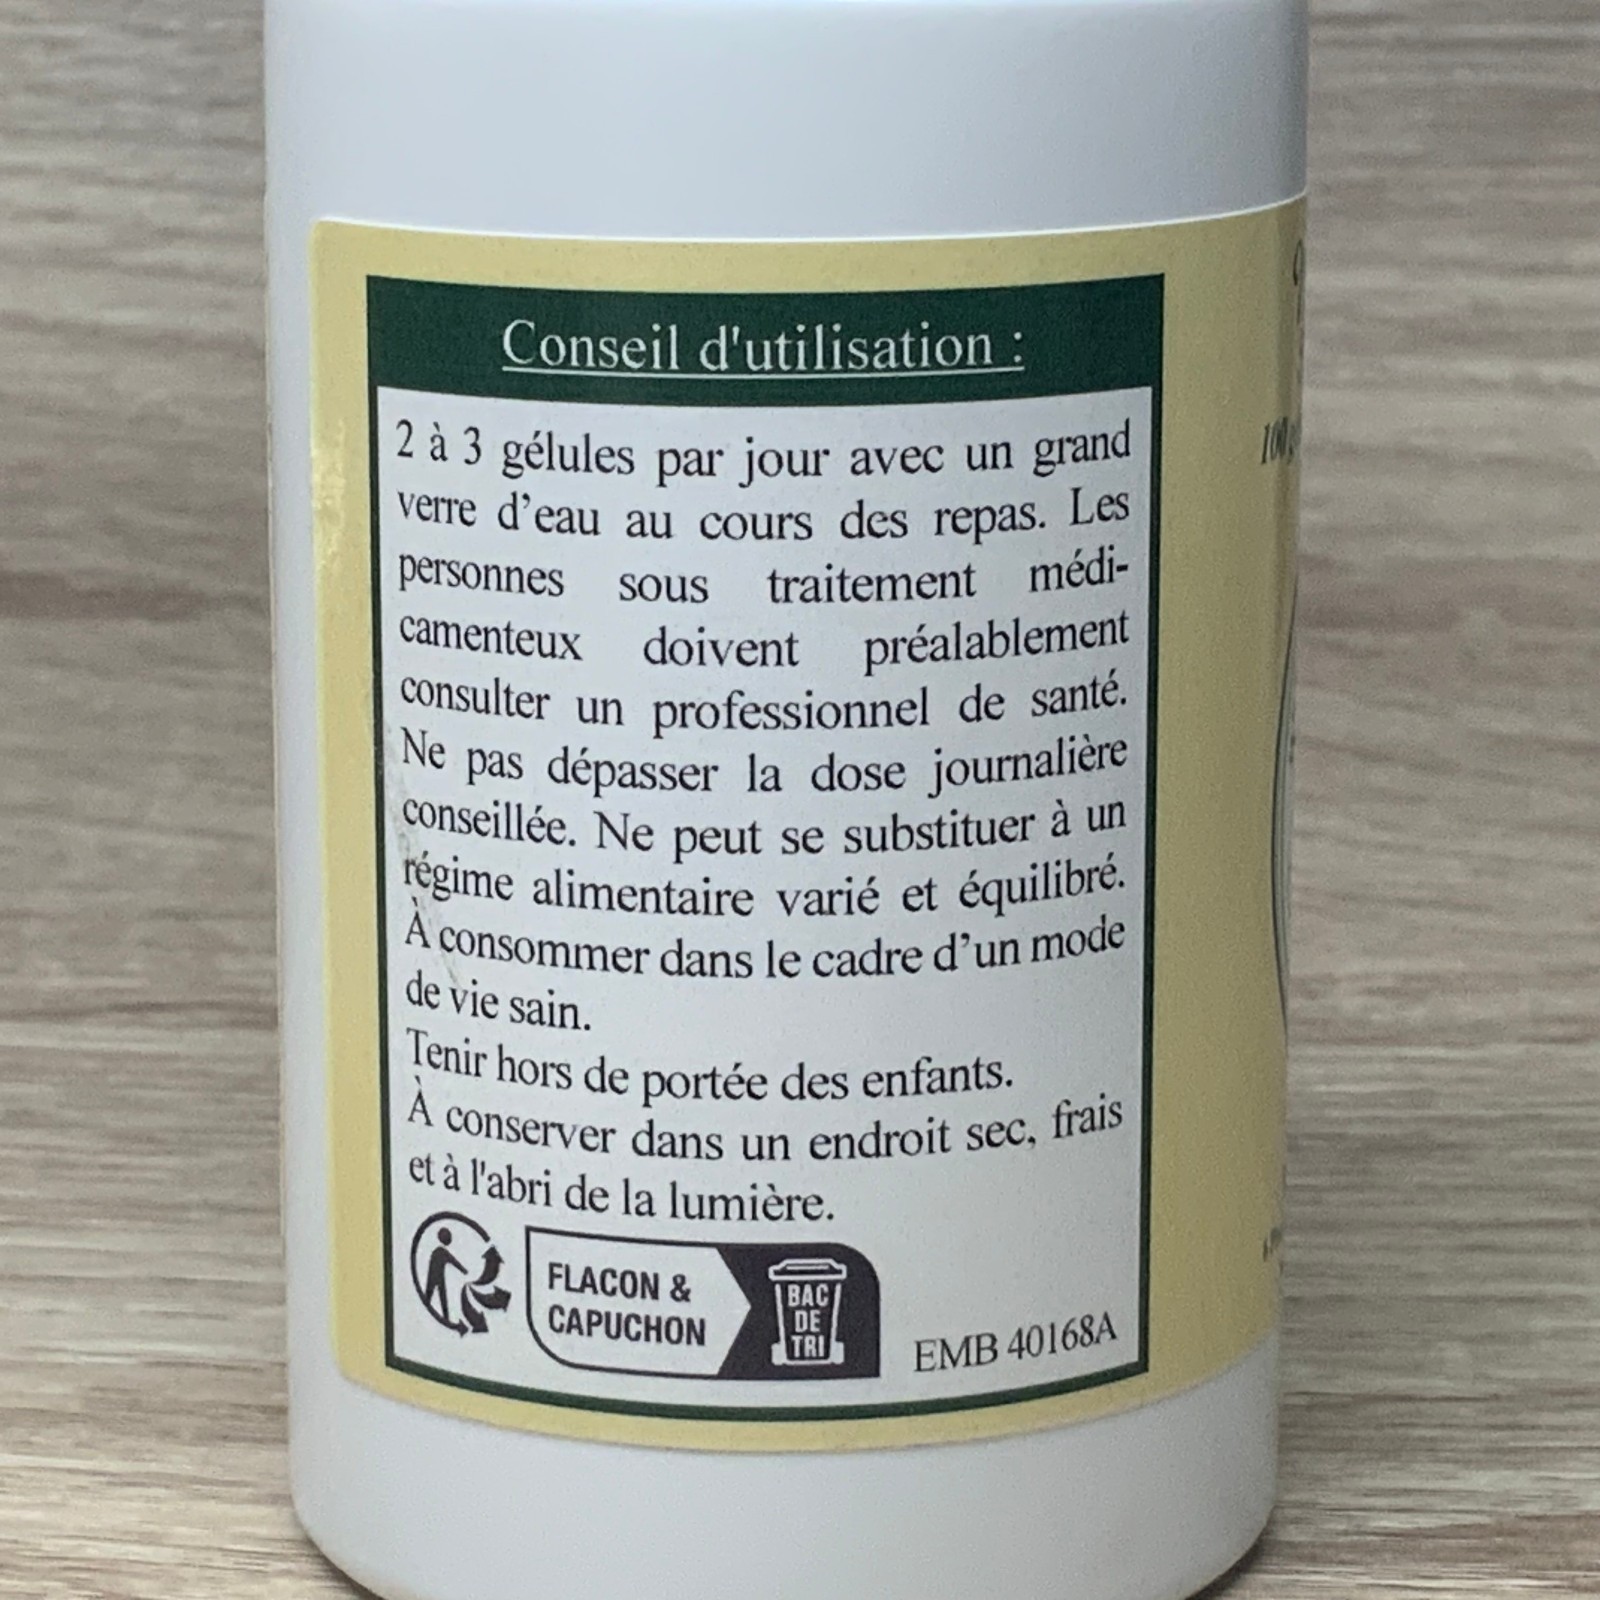 Conseil d'utilisation :
2 à 3 gélules par jour avec un grand
verre d’eau au cours des repas. Les
personnes sous traitement médi-
camenteux doivent préalablement
consulter un professionnel de santé.
Ne pas dépasser la dose journalière
conseillée. Ne peut se substituer à un
régime alimentaire varié et équilibré.
À consommer dans le cadre d’un mode
de vie sain.
Tenir hors de portée des enfants.
À conserver dans un endroit sec, frais
et à l'abri de la lumière.
FLACON &
CAPUCHON
BAC
DE
TRI
EMB 40168A
100